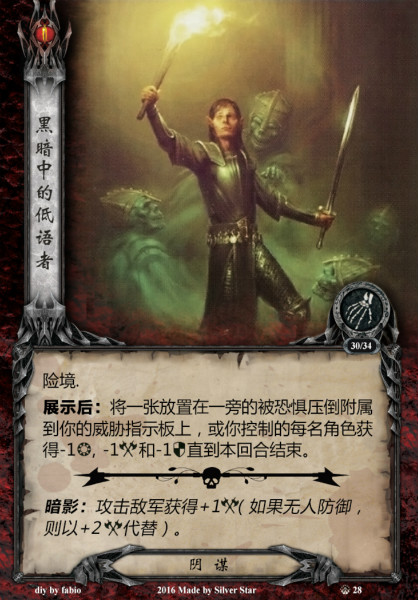 黑暗中的低语者
30/34
险境.
展示后：将一张放置在一旁的被恐惧压倒附属
到你的威胁指示板上，或你控制的每名角色获
得-1, -1和-1直到本回合结束。
暗影：攻击敌军获得+1(如果无人防御，
则以+2代替)。
阴谋
diy by fabio
2016 Made by Silver Star
28